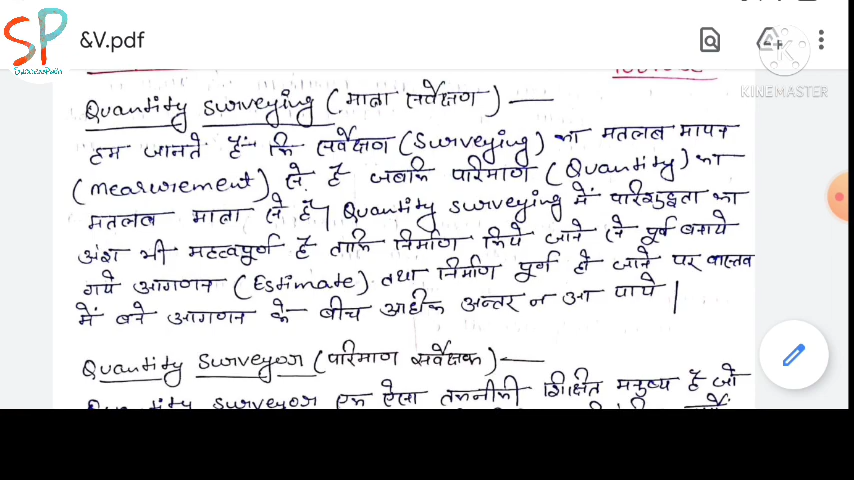 SP
SuccessPath
&V.pdf
KINEMASTER
Quantity surveying (मात्रा सर्वेक्षण) —
हम जानते हैं कि सर्वेक्षण (Surveying) का मतलब मापन
(measurement) से है जबकि परिमाण (Quantity) का
मतलब मात्रा से है। Quantity surveying में परिशुद्धता का
अंश भी महत्वपूर्ण है ताकि निर्माण किये जाने से पूर्व बनाये
गये आगणन (Estimate) तथा निर्माण पूर्ण हो जाने पर वास्तव
में बने आगणन के बीच अधिक अन्तर न आ पाये |
Quantity Surveyor (परिमाण सर्वेक्षक) —
Quantity surveyor एक ऐसा तकनीकी शिक्षित मनुष्य है जो